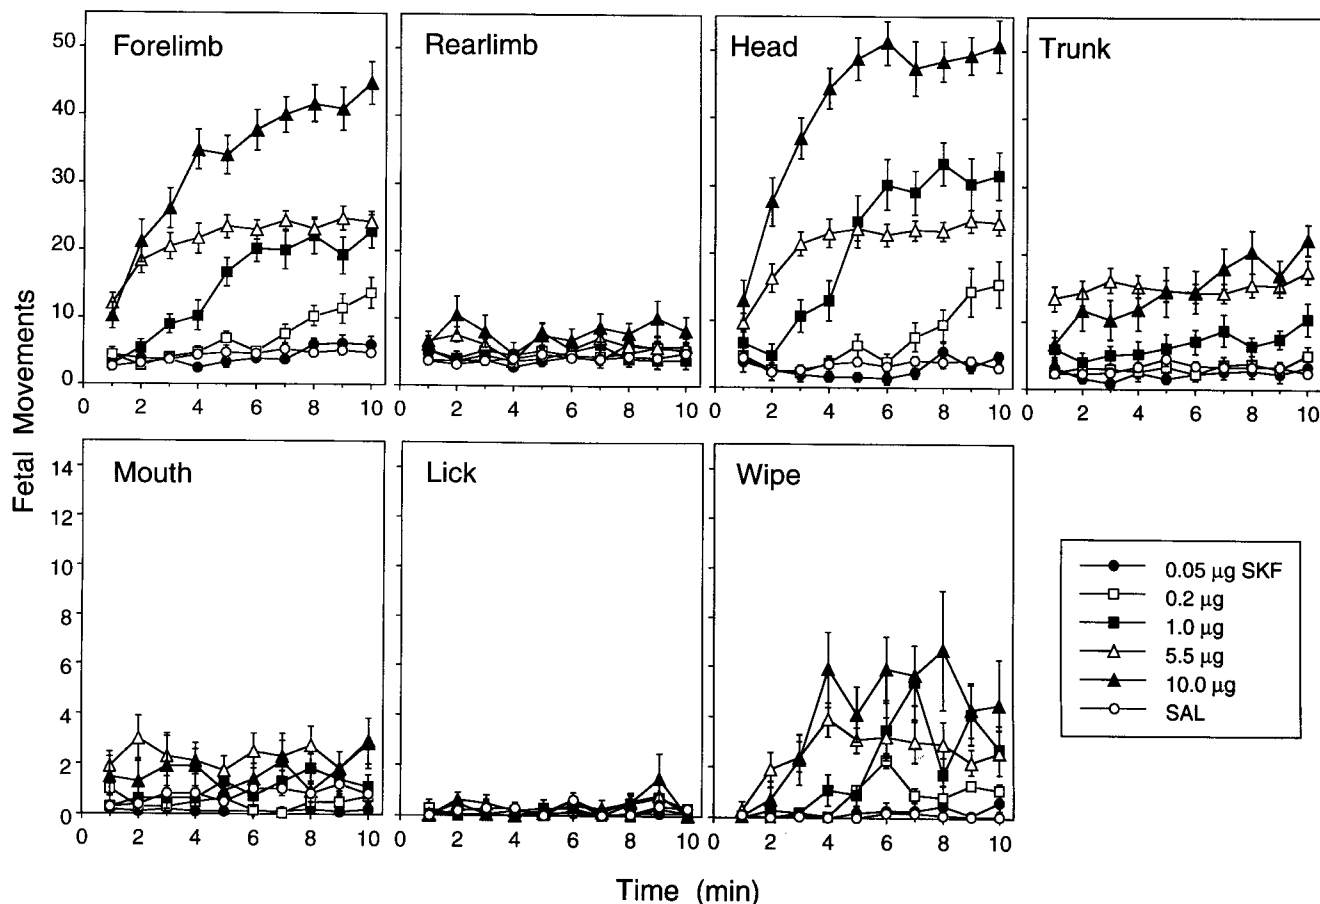 Forelimb
Rearlimb
Head
Trunk
50
40
30
20
10
0
0 2 4 6 8 10
0 2 4 6 8 10
0 2 4 6 8 10
0 2 4 6 8 10
Fetal Movements
Mouth
Lick
Wipe
14
12
10
8
6
4
2
0
0 2 4 6 8 10
0 2 4 6 8 10
0 2 4 6 8 10
0.05 µg SKF
0.2 µg
1.0 µg
5.5 µg
10.0 µg
SAL
Time (min)